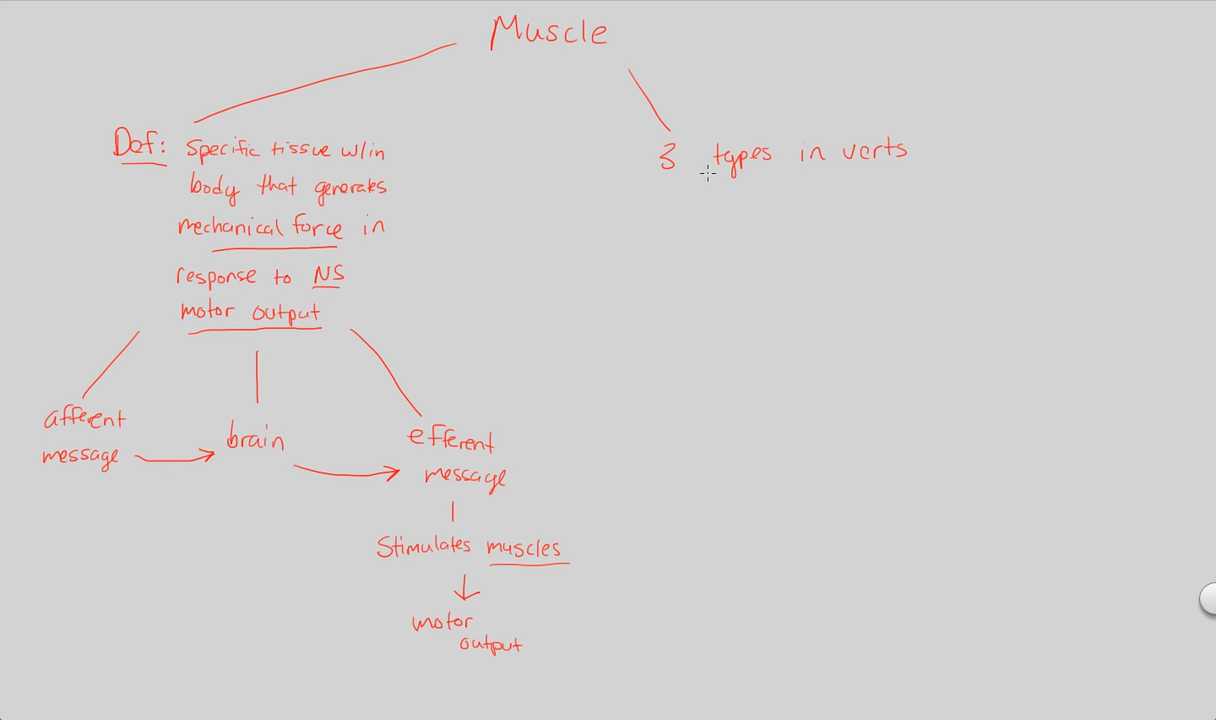 Muscle
Def: specific tissue w/in
body that generates
mechanical force in
response to NS
motor output
3 types in verts
afferent
message
brain
efferent
message
Stimulates muscles
motor
output